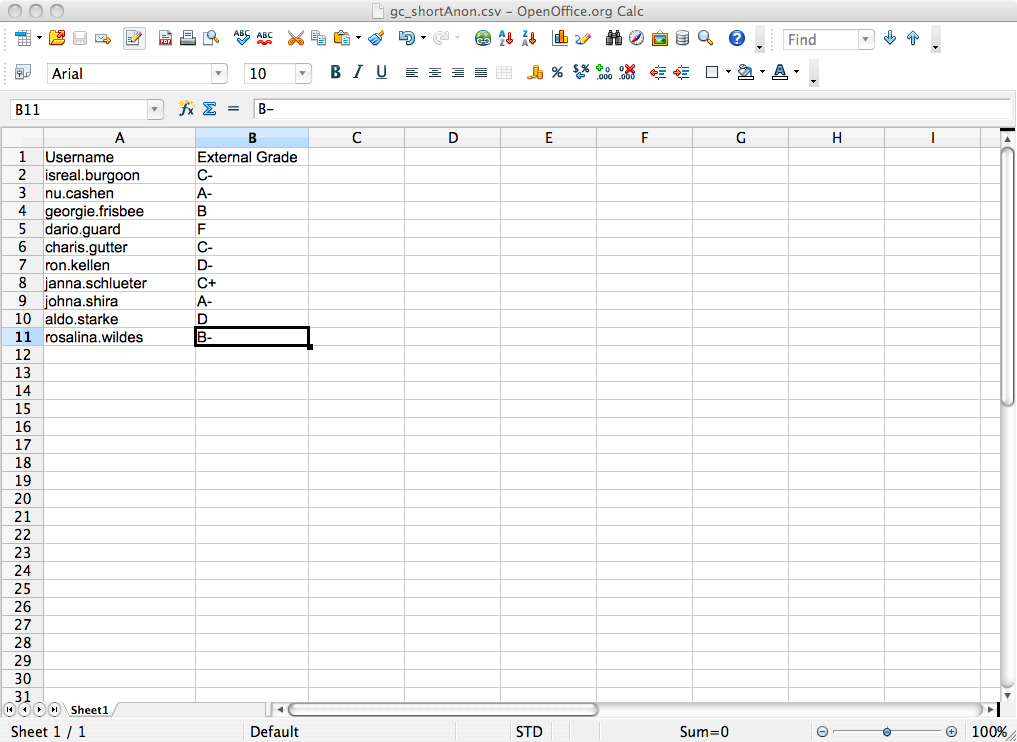 gc_shortAnon.csv – OpenOffice.org Calc
Find
Arial 10 B I U
B11 = B-
A B C D E F G H I
1 Username External Grade
2 isreal.burgoon C-
3 nu.cashen A-
4 georgie.frisbee B
5 dario.guard F
6 charis.gutter C-
7 ron.kellen D-
8 janna.schlueter C+
9 johna.shira A-
10 aldo.starke D
11 rosalina.wildes B-
12
13
14
15
16
17
18
19
20
21
22
23
24
25
26
27
28
29
30
31
Sheet1
Sheet 1 / 1 Default STD Sum=0 100%